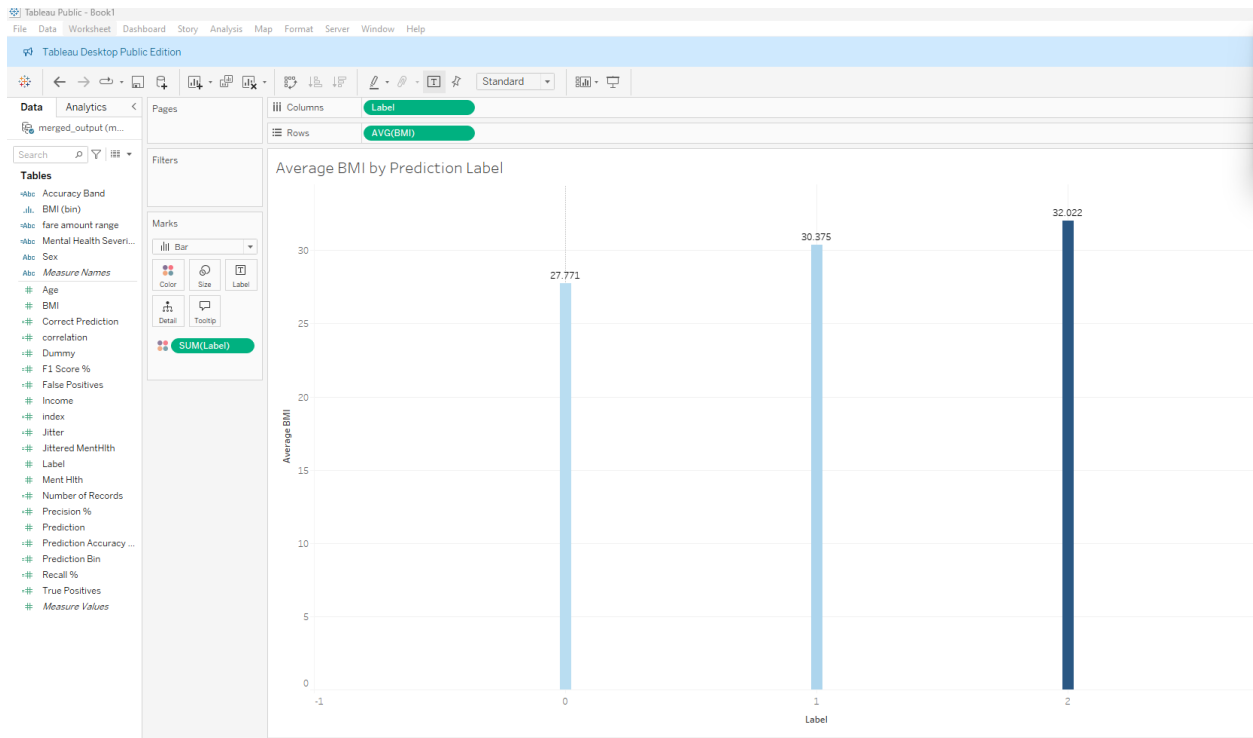 Tableau Public - Book1
File Data Worksheet Dashboard Story Analysis Map Format Server Window Help
Tableau Desktop Public Edition
Standard
Data Analytics
merged_output (m...
Search
Tables
Abc Accuracy Band
BMI (bin)
Abc fare amount range
Abc Mental Health Severi...
Abc Sex
Abc Measure Names
# Age
# BMI
# Correct Prediction
# correlation
# Dummy
# F1 Score %
# False Positives
# Income
# index
# Jitter
# Jittered MentHlth
# Label
# Ment Hlth
# Number of Records
# Precision %
# Prediction
# Prediction Accuracy ...
# Prediction Bin
# Recall %
# True Positives
# Measure Values
Pages
Filters
Marks
Bar
Color Size Label
Detail Tooltip
SUM(Label)
Columns Label
Rows AVG(BMI)
Average BMI by Prediction Label
32.022
30.375
27.771
30
25
20
15
10
5
0
Average BMI
-1 0 1 2
Label